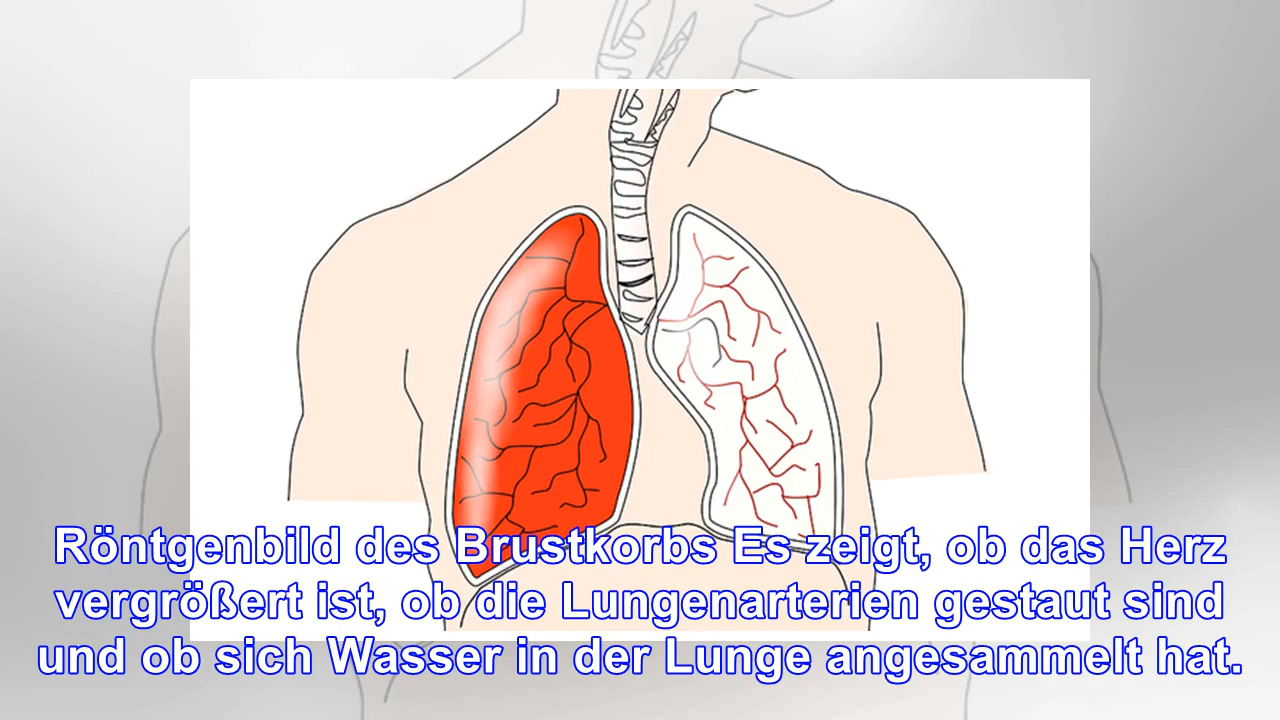 Röntgenbild des Brustkorbs Es zeigt, ob das Herz
vergrößert ist, ob die Lungenarterien gestaut sind
und ob sich Wasser in der Lunge angesammelt hat.